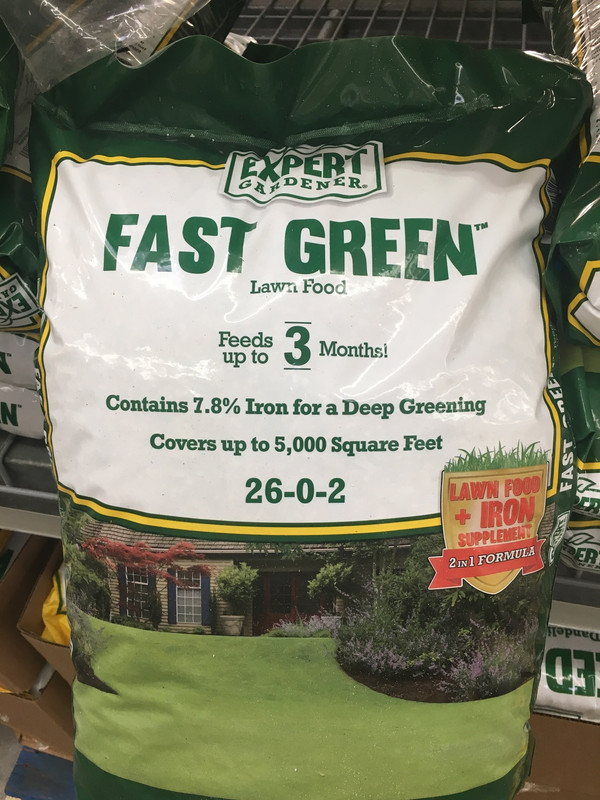 EXPERT
GARDENER®
FAST GREEN™
Lawn Food
Feeds
up to 3 Months!
Contains 7.8% Iron for a Deep Greening
Covers up to 5,000 Square Feet
26-0-2
LAWN FOOD
+ IRON
SUPPLEMENT
2 IN 1 FORMULA